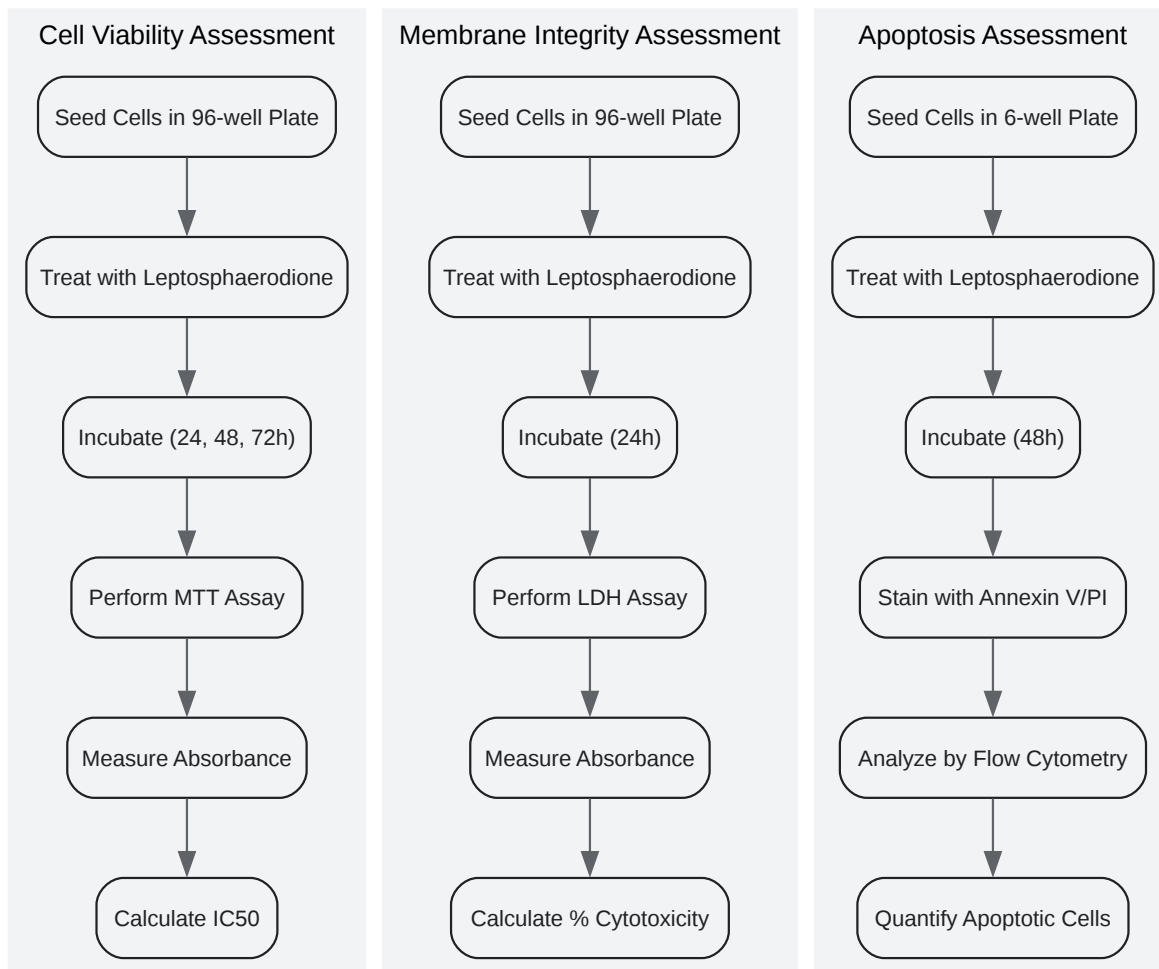 Cell Viability Assessment
Seed Cells in 96-well Plate
Treat with Leptosphaerodione
Incubate (24, 48, 72h)
Perform MTT Assay
Measure Absorbance
Calculate IC50
Membrane Integrity Assessment
Seed Cells in 96-well Plate
Treat with Leptosphaerodione
Incubate (24h)
Perform LDH Assay
Measure Absorbance
Calculate % Cytotoxicity
Apoptosis Assessment
Seed Cells in 6-well Plate
Treat with Leptosphaerodione
Incubate (48h)
Stain with Annexin V/PI
Analyze by Flow Cytometry
Quantify Apoptotic Cells